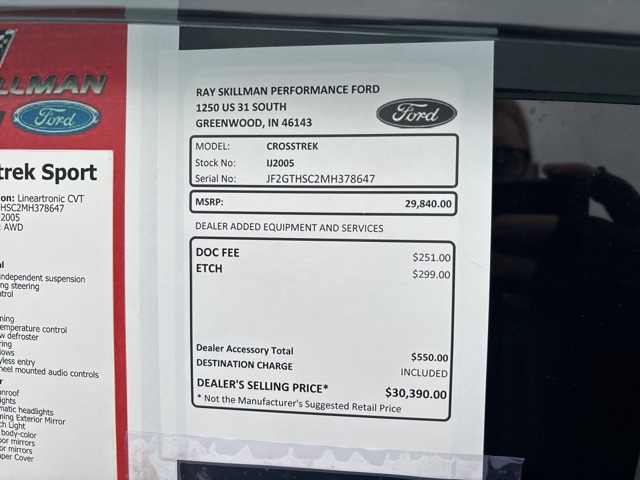 LLMAN
Ford
trek Sport
on: Lineartronic CVT
HSC2MH378647
2005
: AWD
l
independent suspension
ng steering
ntrol
ning
emperature control
w defroster
ring
lows
yless entry
heel mounted audio controls
r
nroof
ights
matic headlights
ning Exterior Mirror
ch Light
body-color
or mirrors
or mirrors
per Cover
RAY SKILLMAN PERFORMANCE FORD
1250 US 31 SOUTH
GREENWOOD, IN 46143
Ford
MODEL: CROSSTREK
Stock No: IJ2005
Serial No: JF2GTHSC2MH378647
MSRP: 29,840.00
DEALER ADDED EQUIPMENT AND SERVICES
DOC FEE $251.00
ETCH $299.00
Dealer Accessory Total $550.00
DESTINATION CHARGE INCLUDED
DEALER'S SELLING PRICE* $30,390.00
* Not the Manufacturer's Suggested Retail Price